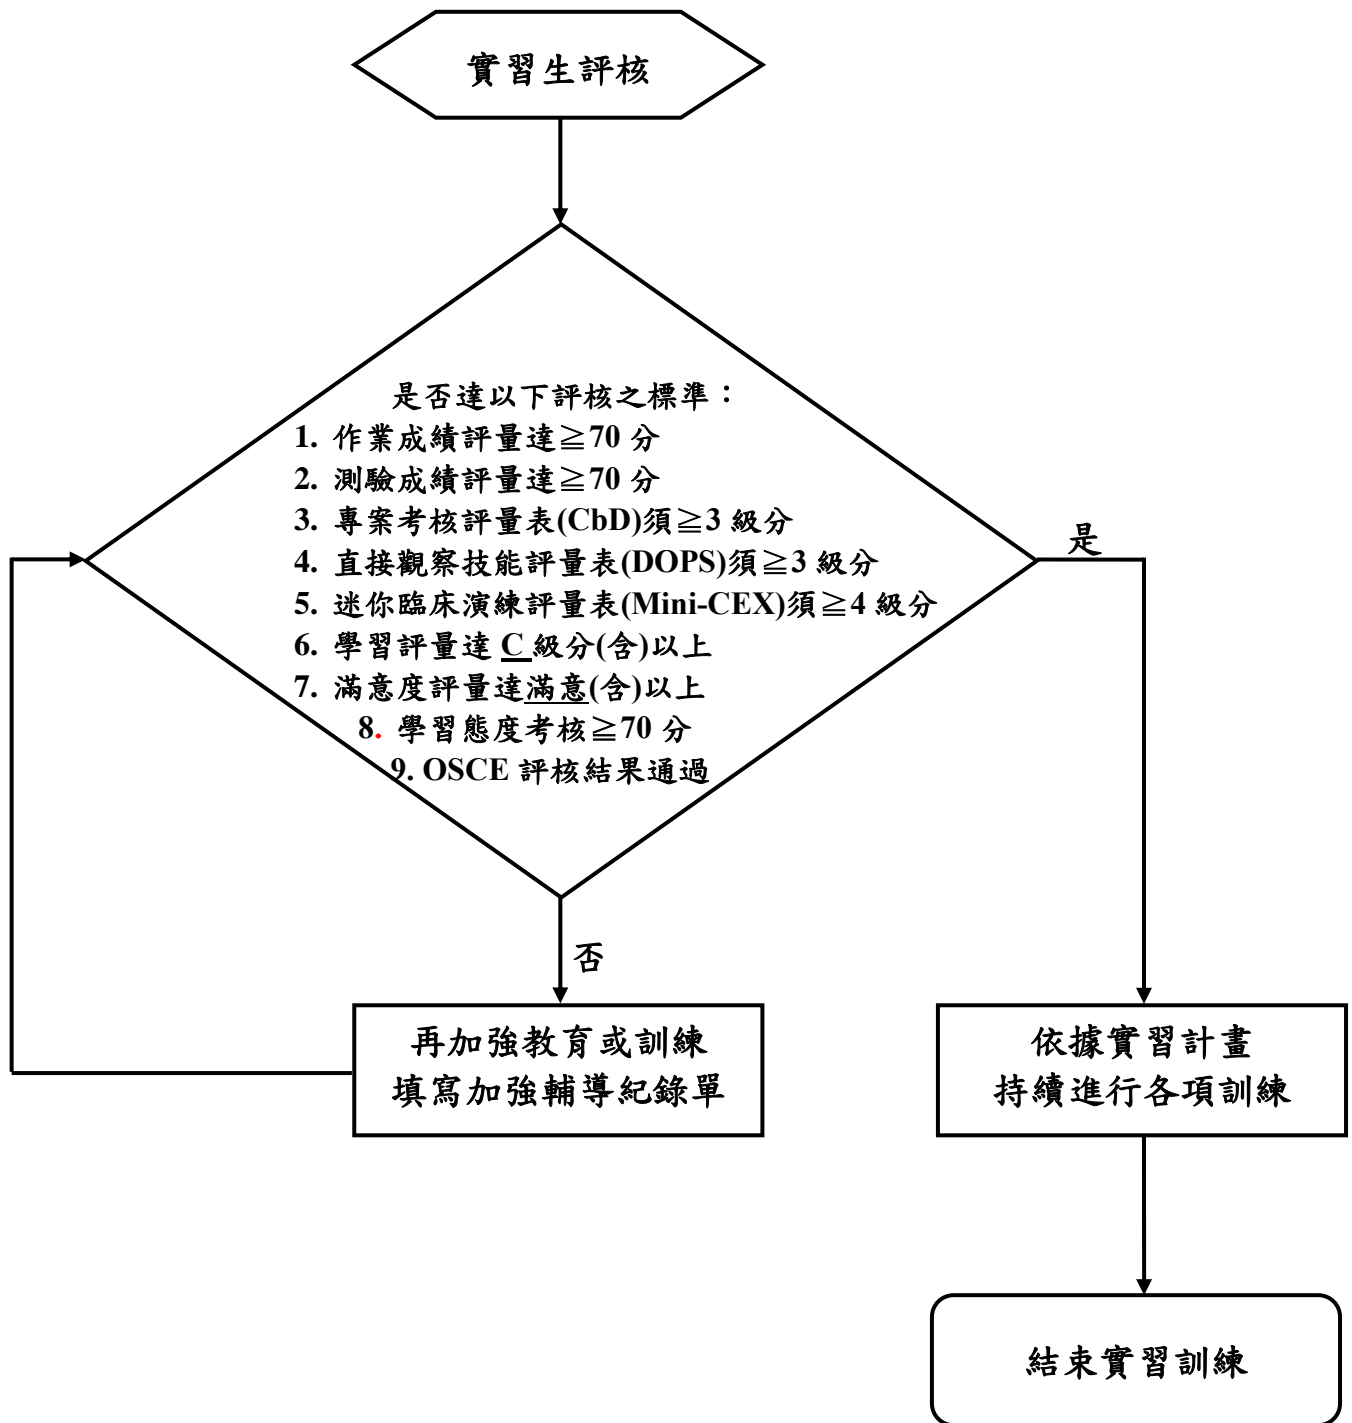 實習生評核
是否達以下評核之標準：
1. 作業成績評量達≧70 分
2. 測驗成績評量達≧70 分
3. 專案考核評量表(CbD)須≧3 級分
4. 直接觀察技能評量表(DOPS)須≧3 級分
5. 迷你臨床演練評量表(Mini-CEX)須≧4 級分
6. 學習評量達 C 級分(含)以上
7. 滿意度評量達滿意(含)以上
8. 學習態度考核≧70 分
9. OSCE 評核結果通過
是
否
再加強教育或訓練
填寫加強輔導紀錄單
依據實習計畫
持續進行各項訓練
結束實習訓練